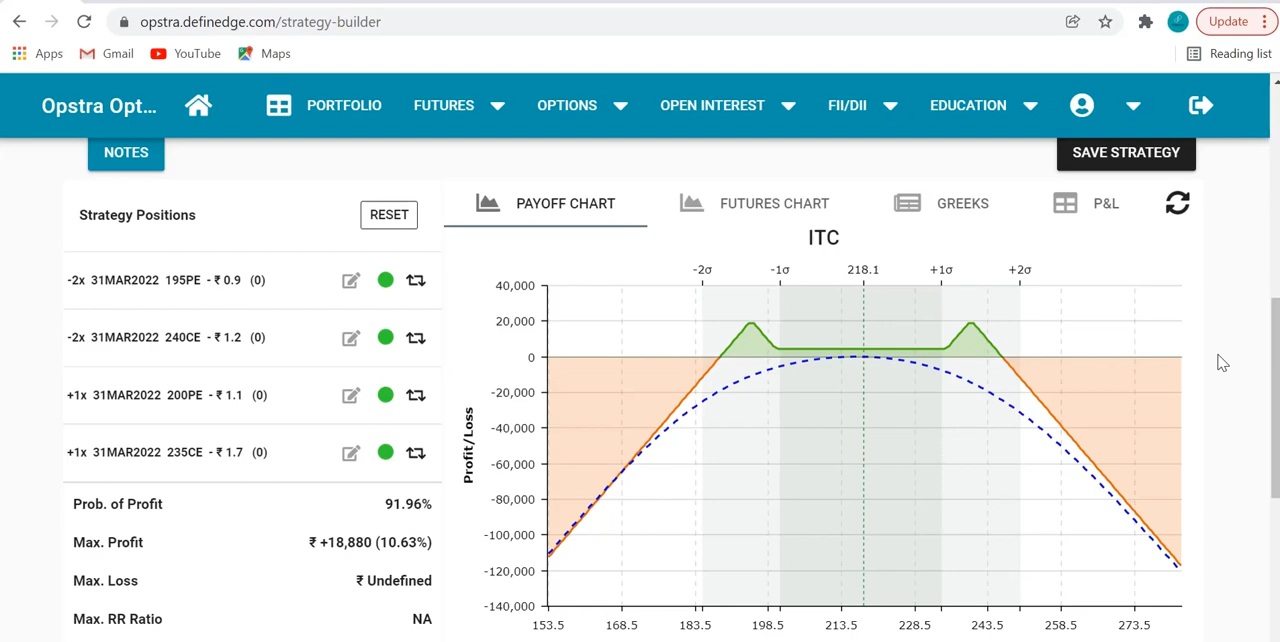 opstra.definedge.com/strategy-builder
Update
Apps Gmail YouTube Maps Reading list
Opstra Opt... PORTFOLIO FUTURES OPTIONS OPEN INTEREST FII/DII EDUCATION
NOTES SAVE STRATEGY
Strategy Positions RESET
PAYOFF CHART FUTURES CHART GREEKS P&L
-2x 31MAR2022 195PE - ₹ 0.9 (0)
-2x 31MAR2022 240CE - ₹ 1.2 (0)
+1x 31MAR2022 200PE - ₹ 1.1 (0)
+1x 31MAR2022 235CE - ₹ 1.7 (0)
Prob. of Profit 91.96%
Max. Profit ₹ +18,880 (10.63%)
Max. Loss ₹ Undefined
Max. RR Ratio NA
ITC
-2σ -1σ 218.1 +1σ +2σ
40,000
20,000
0
-20,000
-40,000
-60,000
-80,000
-100,000
-120,000
-140,000
Profit/Loss
153.5 168.5 183.5 198.5 213.5 228.5 243.5 258.5 273.5